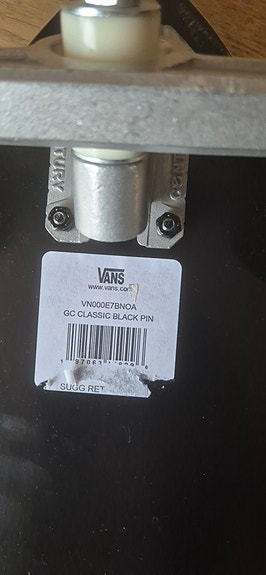 VANS
www.vans.com
VN000E7BNOA
GC CLASSIC BLACK PIN
SUGG RET